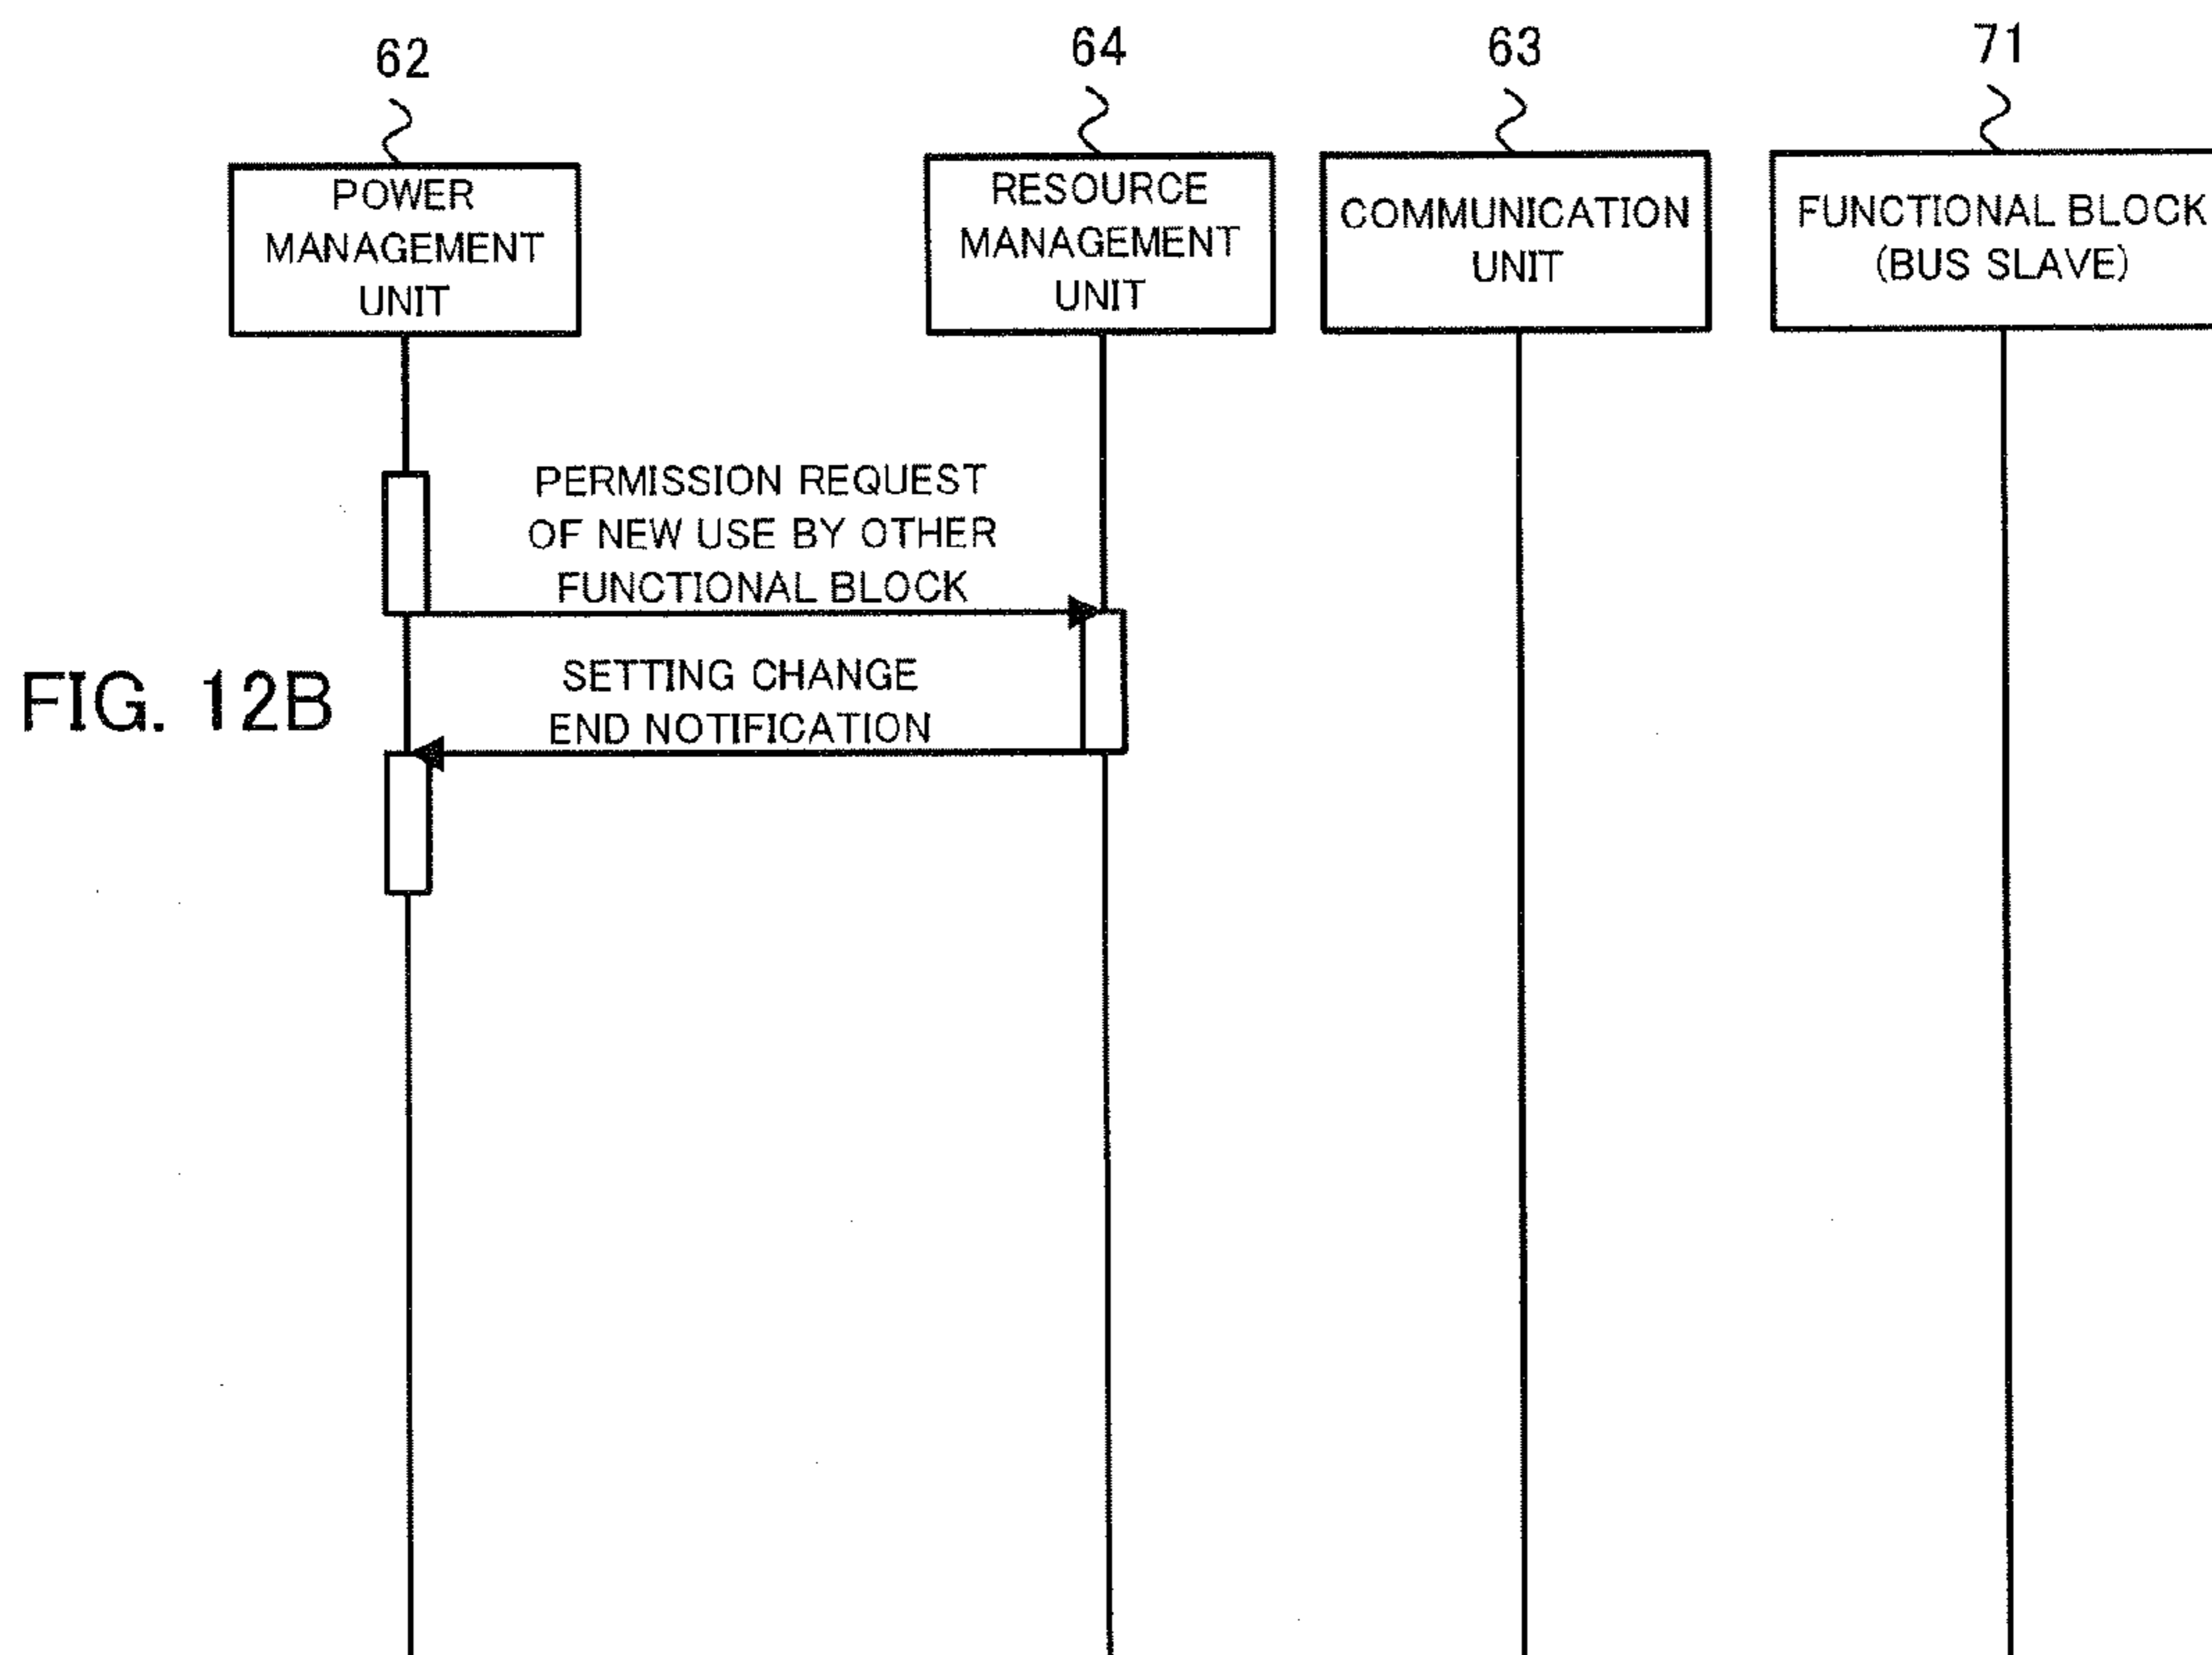 62
64
63
71
POWER
MANAGEMENT
UNIT
RESOURCE
MANAGEMENT
UNIT
COMMUNICATION
UNIT
FUNCTIONAL BLOCK
(BUS SLAVE)
PERMISSION REQUEST
OF NEW USE BY OTHER
FUNCTIONAL BLOCK
FIG. 12B
SETTING CHANGE
END NOTIFICATION